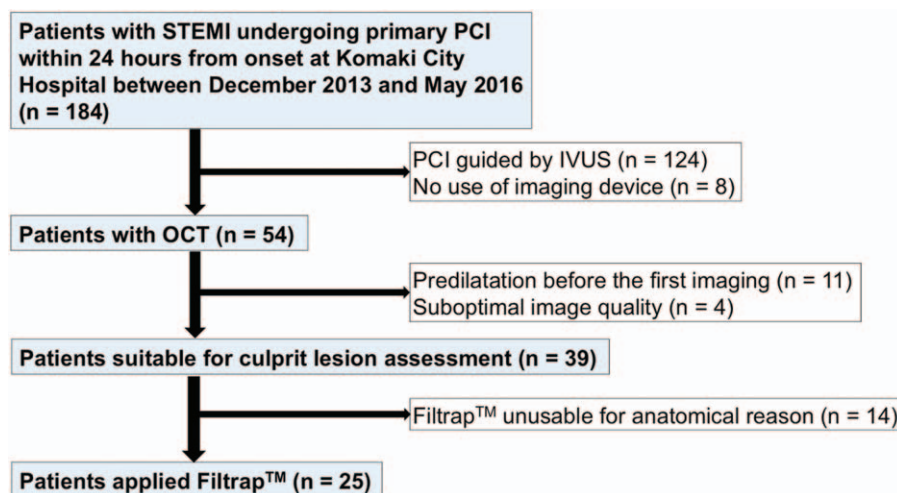 Patients with STEMI undergoing primary PCI
within 24 hours from onset at Komaki City
Hospital between December 2013 and May 2016
(n = 184)
PCI guided by IVUS (n = 124)
No use of imaging device (n = 8)
Patients with OCT (n = 54)
Predilatation before the first imaging (n = 11)
Suboptimal image quality (n = 4)
Patients suitable for culprit lesion assessment (n = 39)
Filtrap™ unusable for anatomical reason (n = 14)
Patients applied Filtrap™ (n = 25)